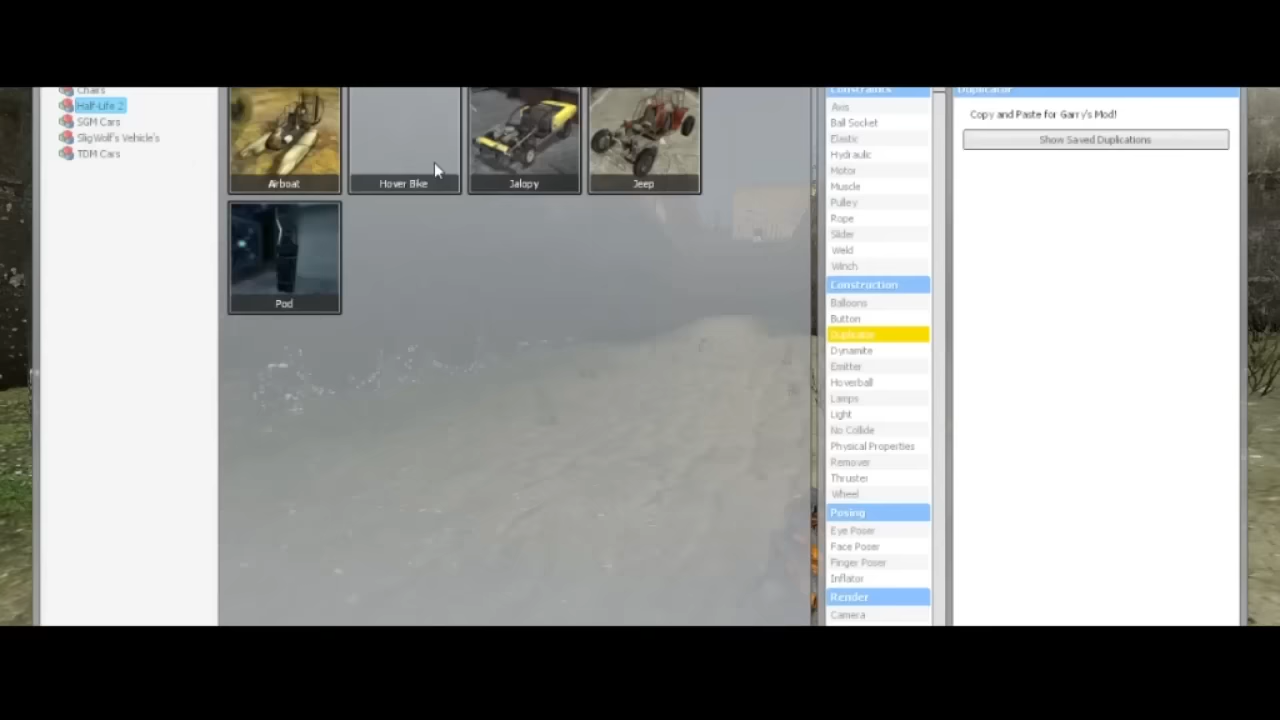 Chairs
Half-Life 2
SGM Cars
SligWolf's Vehicle's
TDM Cars
Airboat
Hover Bike
Jalopy
Jeep
Pod
Constraints
Axis
Ball Socket
Elastic
Hydraulic
Motor
Muscle
Pulley
Rope
Slider
Weld
Winch
Construction
Balloons
Button
Duplicator
Dynamite
Emitter
Hoverball
Lamps
Light
No Collide
Physical Properties
Remover
Thruster
Wheel
Posing
Eye Poser
Face Poser
Finger Poser
Inflator
Render
Camera
Duplicator
Copy and Paste for Garry's Mod!
Show Saved Duplications